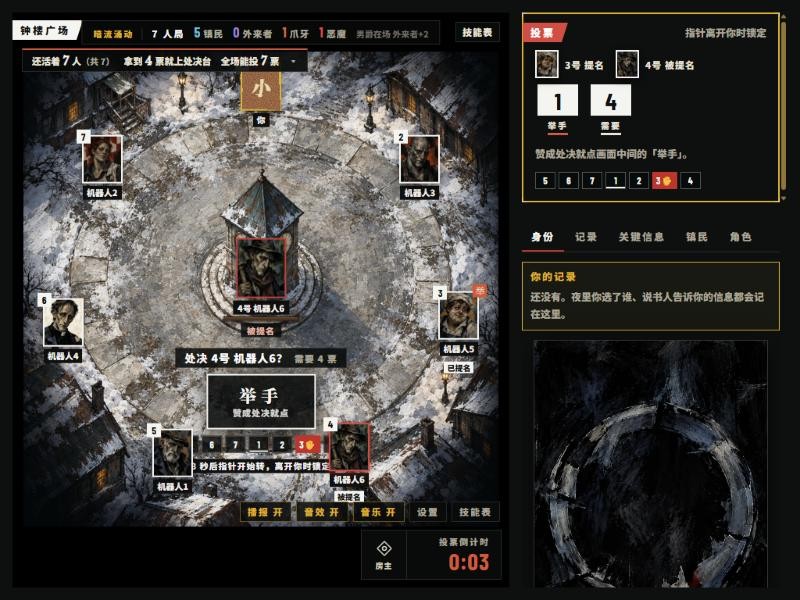 钟楼广场
暗流涌动 7 人局 5 镇民 0 外来者 1 爪牙 1 恶魔 男爵在场 外来者+2
技能表
还活着 7 人 (共 7) 拿到 4 票就上处决台 全场能投 7 票
小
你
7
机器人2
2
机器人3
4号 机器人6
被提名
6
机器人4
3
举
机器人5
已提名
处决 4号 机器人6? 需要 4 票
举手
赞成处决就点
5
机器人1
6 7 1 2 3
4
机器人6
被提名
秒后指针开始转，离开你时锁定
播报 开
音效 开
音乐 开
设置
技能表
房主
投票倒计时
0:03
投票
指针离开你时锁定
3号 提名
4号 被提名
1
举手
4
需要
赞成处决就点画面中间的「举手」。
5 6 7 1 2 3 4
身份 记录 关键信息 镇民 角色
你的记录
还没有。夜里你选了谁、说书人告诉你的信息都会记
在这里。